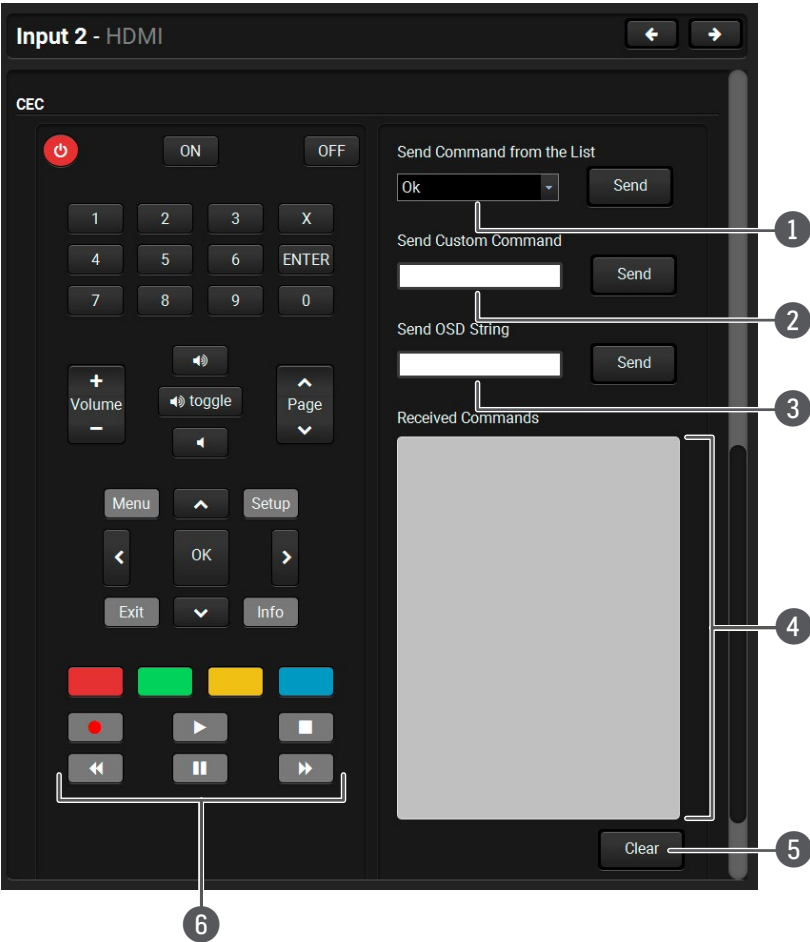 Input 2 - HDMI
CEC
ON OFF
1 2 3 X
4 5 6 ENTER
7 8 9 0
+
Volume
−
toggle
Page
Menu Setup
OK
Exit Info
Send Command from the List
Ok Send
1
Send Custom Command
Send
2
Send OSD String
Send
3
Received Commands
4
Clear
5
6